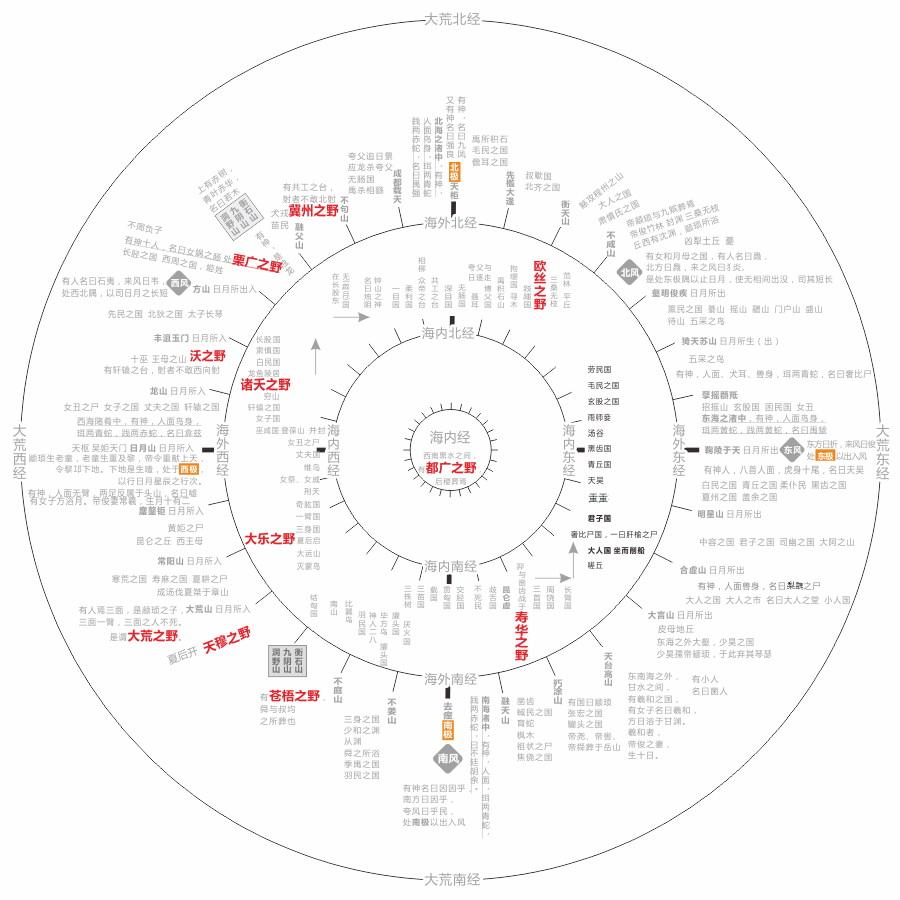 大荒北经
有神，名曰九凤
又有神名曰强良
北海之渚中，有神，
人面鸟身，珥两青蛇
践两赤蛇，名曰禺强
北极天柜
禹所积石
毛民之国
儋耳之国
夸父追日景
应龙杀夸父
无肠国
禹杀相繇
成都载天
先槛大逢
叔歜国
北齐之国
衡天山
不咸山
大人之国
肃慎氏之国
有共工之台，
射者不敢北射
冀州之野
不句山
犬戎
苗民
融父山
上有赤树，
青叶赤华，
名曰若木
衡石山
九阴山
洞野山
海外北经
帝颛顼与九嫔葬焉
帝俊竹林 封渊 三桑无枝
丘西有沈渊，颛顼所浴
凶犁土丘
北风
有女和月母之国，有人名曰鵷，
是处东极隅以止日月，使无相间出没，司其短长
日月所出
待山 五采之鸟
猗天苏山 日月所生（出）
五采之鸟
有神，人面、犬耳、兽身，珥两青蛇，名曰奢比尸
孽摇頵羝
招摇山 玄股国 困民国 女丑
东海之渚中，有神，人面鸟身，
珥两黄蛇，践两黄蛇，名曰禺虢
鞠陵于天 日月所出
东风
东方曰折，来风曰俊
处东极以出入风
有神人，八首人面，虎身十尾，名曰天吴
白民之国 青丘之国 柔仆民 黑齿之国
夏州之国 盖余之国
明星山 日月所出
中容之国 君子之国 司幽之国 大阿之山
合虚山 日月所出
有神，人面兽身，名曰犁䰠之尸
大人之国 大人之市 名曰大人之堂 小人国
大言山 日月所出
皮母地丘
东海之外大壑，少昊之国
少昊孺帝颛顼，于此弃其琴瑟
大荒东经
不周负子
有神十人，名曰女娲之肠
长胫之国 西周之国，姬姓
栗广之野
有人名曰石夷，来风曰韦，
处西北隅，以司日月之长短
西风
方山 日月所出入
先民之国 北狄之国 太子长琴
丰沮玉门 日月所入
十巫 王母之山 沃之野
有轩辕之台，射者不敢西向射
龙山 日月所入
女丑之尸 女子之国 丈夫之国 轩辕之国
西海陼者中，有神，人面鸟身，
珥两青蛇，践两赤蛇，名曰弇兹
天枢 吴姖天门 日月山 日月所入
颛顼生老童，老童生重及黎，帝令重献上天，
令黎邛下地。下地是生噎，处于西极
以行日月星辰之行次。
有神，人面无臂，两足反属于头山，名曰嘘
有女子方浴月。帝俊妻常羲，生月十有二
鏖鏊钜 日月所入
黄姖之尸
昆仑之丘 西王母
常阳山 日月所入
寒荒之国 寿麻之国 夏耕之尸
成汤伐夏桀于章山
有人焉三面，是颛顼之子，大荒山 日月所入
三面一臂，三面之人不死，
是谓大荒之野。
夏后开 天穆之野
大荒西经
海外西经
长股国
肃慎国
白民国
龙鱼陵居
诸夭之野
穷山
轩辕之国
女子国
巫咸国 登葆山 并封
女丑之尸
丈夫国
维鸟
女祭、女戚
刑天
奇肱国
一臂国
三身国
夏后启
大乐之野
大运山
灭蒙鸟
无启之国
在长股东
钟山之神
名曰烛阴
一目国
柔利国
相柳
众帝之台
共工之台
深目国
无肠国
聂耳国
夸父与
日逐走
博父国
禹积石山
拘缨国
寻木
跂踵国
欧丝之野
三桑无枝
范林
平丘
海内北经
海内西经
海内经
西南黑水之间，
有都广之野
后稷葬焉
海内东经
海外东经
劳民国
毛民之国
玄股之国
雨师妾
汤谷
黑齿国
青丘国
天吴
𧈫𧈫
君子国
奢比尸国，一曰肝榆之尸
大人国 坐而削船
嗟丘
海内南经
结匈国
南山
比翼鸟
羽民国
神人二八
毕方鸟
讙头国
厌火国
三株树
三苗国
臷国
贯匈国
交胫国
不死民
歧舌国
昆仑虚
羿与凿齿战于
寿华之野
三首国
周饶国
长臂国
海外南经
衡石山
九阴山
洞野山
有苍梧之野，
舜与叔均
之所葬也
不庭山
三身之国
少和之渊
从渊
舜之所浴
季禺之国
羽民之国
不姜山
去痓南极
南风
有神名曰因因乎，
南方曰因乎，
夸风曰乎民，
处南极以出入风
南海渚中，有神，人面，珥两青蛇，
践两赤蛇，曰不廷胡余。
融天山
凿齿
蜮民之国
育蛇
枫木
祖状之尸
焦侥之国
㱙涂山
有国曰颛顼
张宏之国
驩头之国
帝尧、帝喾、
帝舜葬于岳山
天台高山
东南海之外，
甘水之间，
有羲和之国，
有女子名曰羲和，
方日浴于甘渊。
羲和者，
帝俊之妻，
生十日。
有小人
名曰菌人
大荒南经